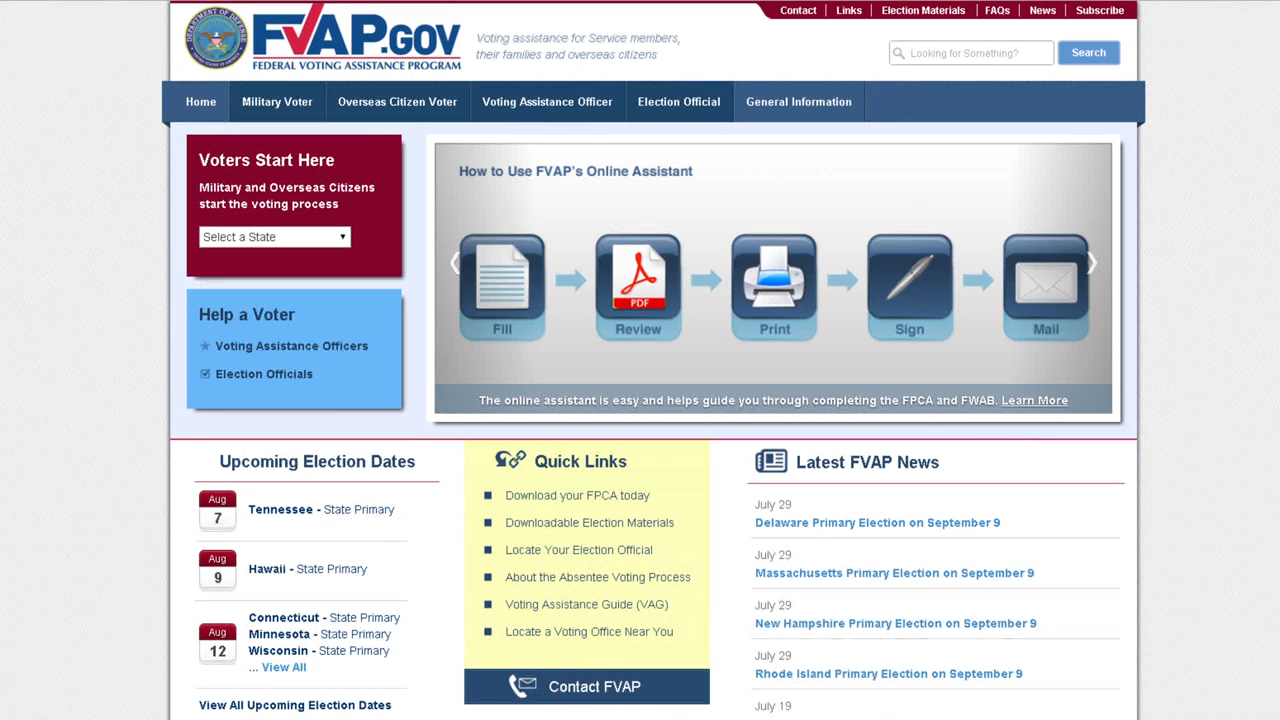 Contact
Links
Election Materials
FAQs
News
Subscribe
DEPARTMENT OF DEFENSE
FVAP.GOV
FEDERAL VOTING ASSISTANCE PROGRAM
Voting assistance for Service members,
their families and overseas citizens
Looking for Something?
Search
Home
Military Voter
Overseas Citizen Voter
Voting Assistance Officer
Election Official
General Information
Voters Start Here
Military and Overseas Citizens
start the voting process
Select a State
Help a Voter
Voting Assistance Officers
Election Officials
How to Use FVAP's Online Assistant
PDF
Fill
Review
Print
Sign
Mail
The online assistant is easy and helps guide you through completing the FPCA and FWAB. Learn More
Upcoming Election Dates
Aug
7
Tennessee - State Primary
Aug
9
Hawaii - State Primary
Aug
12
Connecticut - State Primary
Minnesota - State Primary
Wisconsin - State Primary
... View All
View All Upcoming Election Dates
Quick Links
Download your FPCA today
Downloadable Election Materials
Locate Your Election Official
About the Absentee Voting Process
Voting Assistance Guide (VAG)
Locate a Voting Office Near You
Contact FVAP
Latest FVAP News
July 29
Delaware Primary Election on September 9
July 29
Massachusetts Primary Election on September 9
July 29
New Hampshire Primary Election on September 9
July 29
Rhode Island Primary Election on September 9
July 19